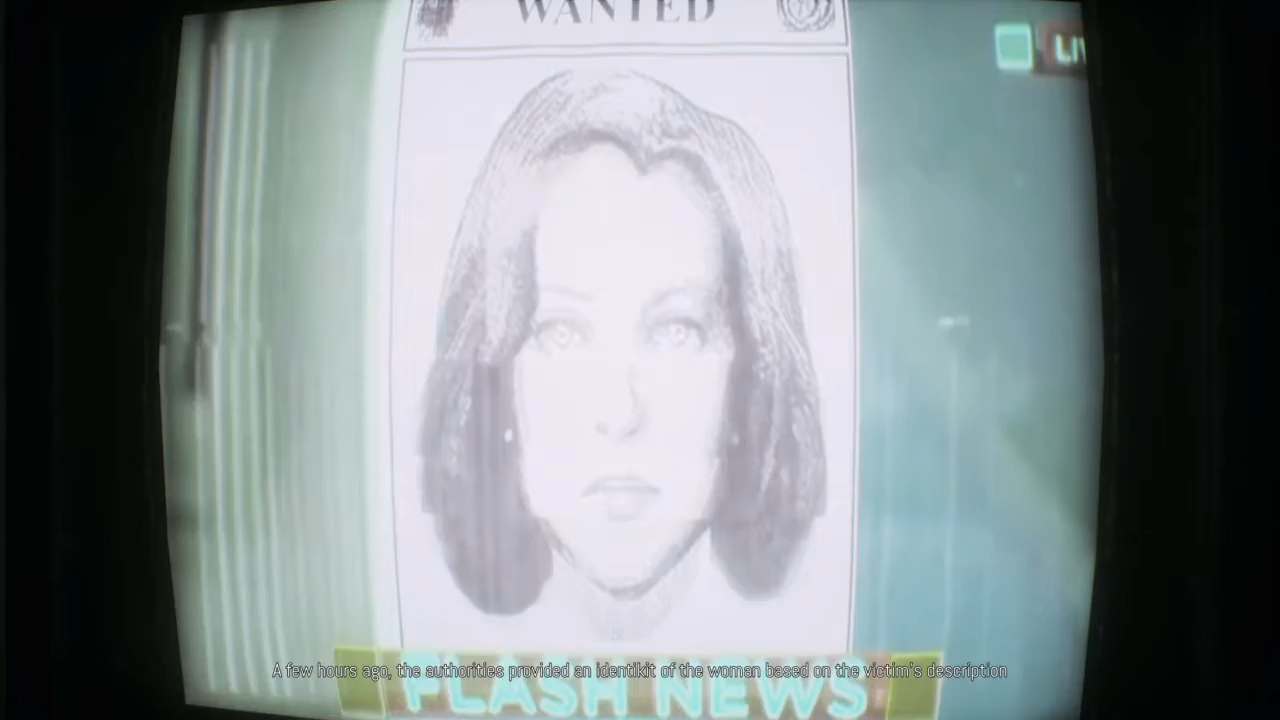 WANTED
LIV
A few hours ago, the authorities provided an identikit of the woman based on the victim's description
FLASH NEWS